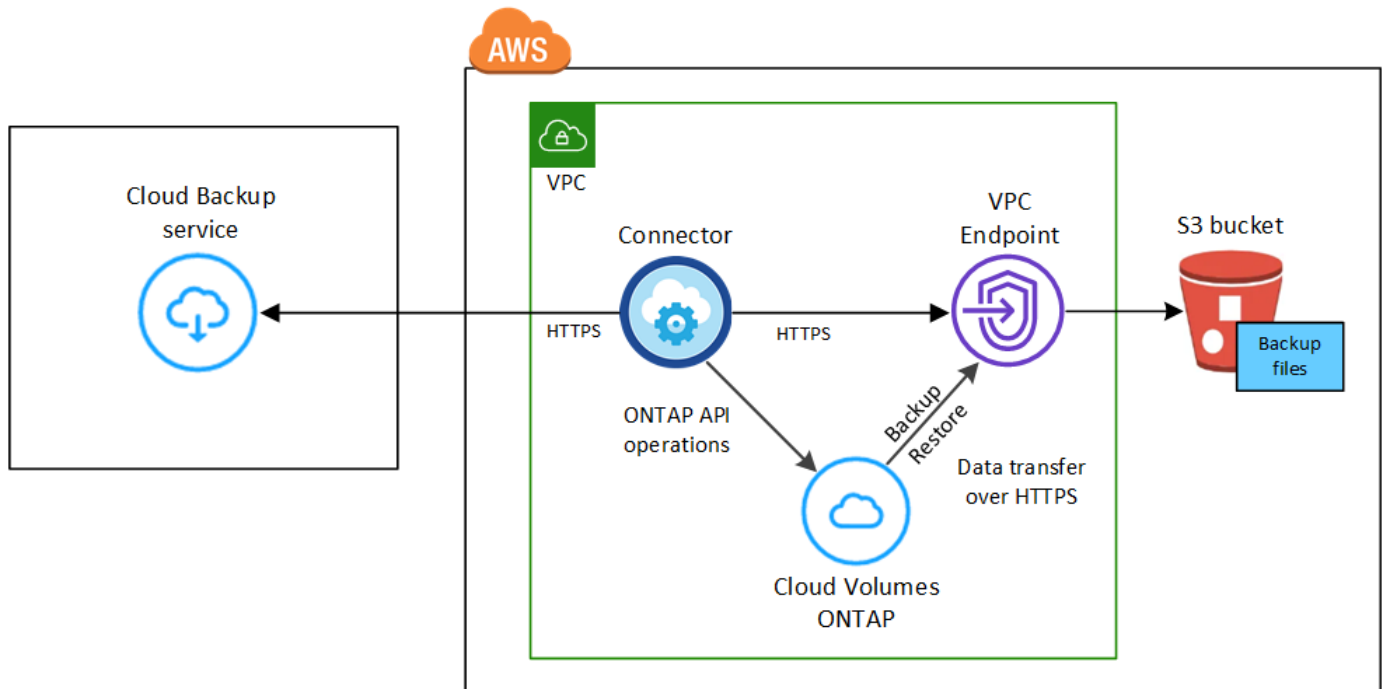 AWS
Cloud Backup
service
VPC
Connector
VPC
Endpoint
S3 bucket
HTTPS
HTTPS
Backup
files
ONTAP API
operations
Backup
Restore
Data transfer
over HTTPS
Cloud Volumes
ONTAP